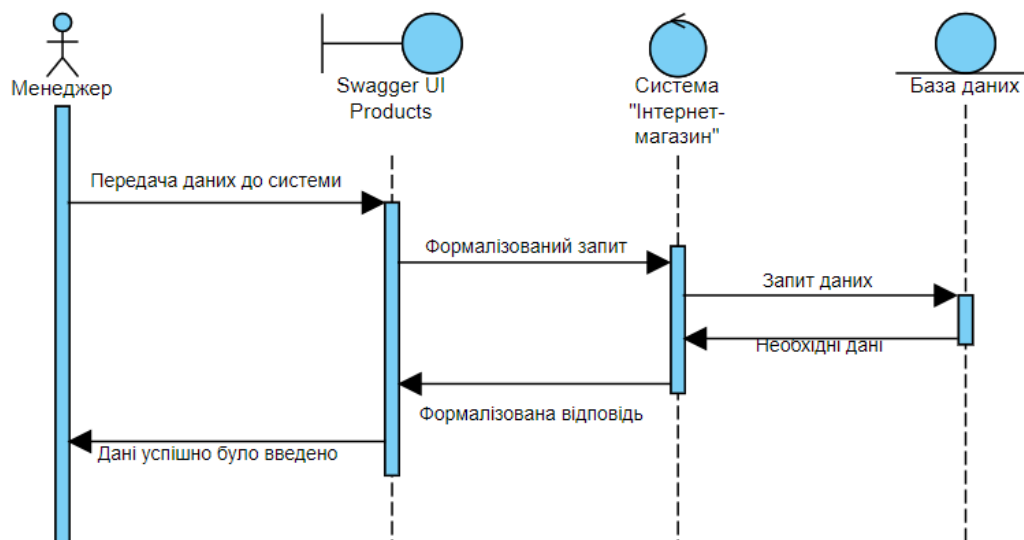 Менеджер
Swagger UI
Products
Система
"Інтернет-
магазин"
База даних
Передача даних до системи
Формалізований запит
Запит даних
Необхідні дані
Формалізована відповідь
Дані успішно було введено